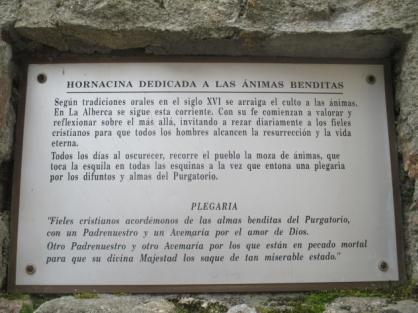 HORNACINA DEDICADA A LAS ÁNIMAS BENDITAS
Según tradiciones orales en el siglo XVI se arraiga el culto a las ánimas.
En La Alberca se sigue esta corriente. Con su fe comienzan a valorar y
reflexionar sobre el más allá, invitando a rezar diariamente a los fieles
cristianos para que todos los hombres alcancen la resurrección y la vida
eterna.
Todos los días al oscurecer, recorre el pueblo la moza de ánimas, que
toca la esquila en todas las esquinas a la vez que entona una plegaria
por los difuntos y almas del Purgatorio.
PLEGARIA
"Fieles cristianos acordémonos de las almas benditas del Purgatorio,
con un Padrenuestro y un Avemaría por el amor de Dios.
Otro Padrenuestro y otro Avemaría por los que están en pecado mortal
para que su divina Majestad los saque de tan miserable estado."